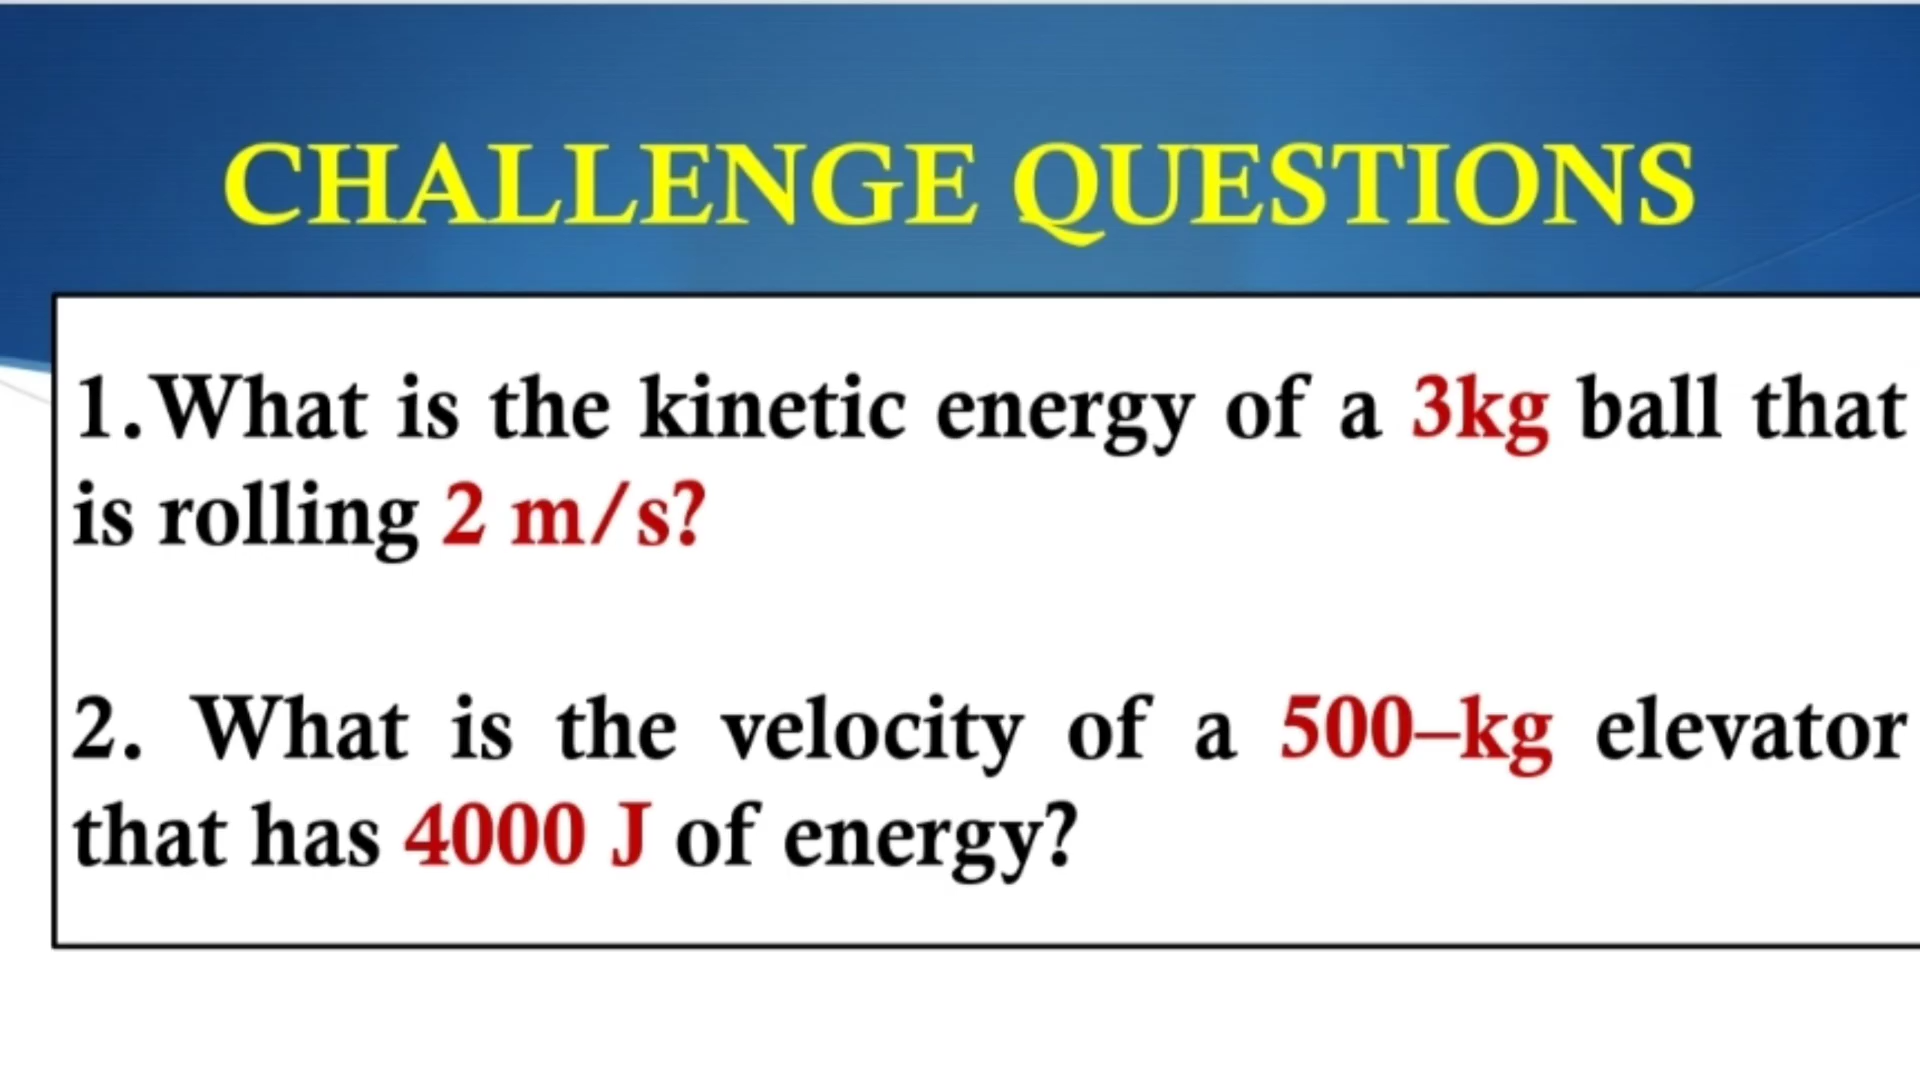 CHALLENGE QUESTIONS
1.What is the kinetic energy of a 3kg ball that
is rolling 2 m/s?
2. What is the velocity of a 500–kg elevator
that has 4000 J of energy?